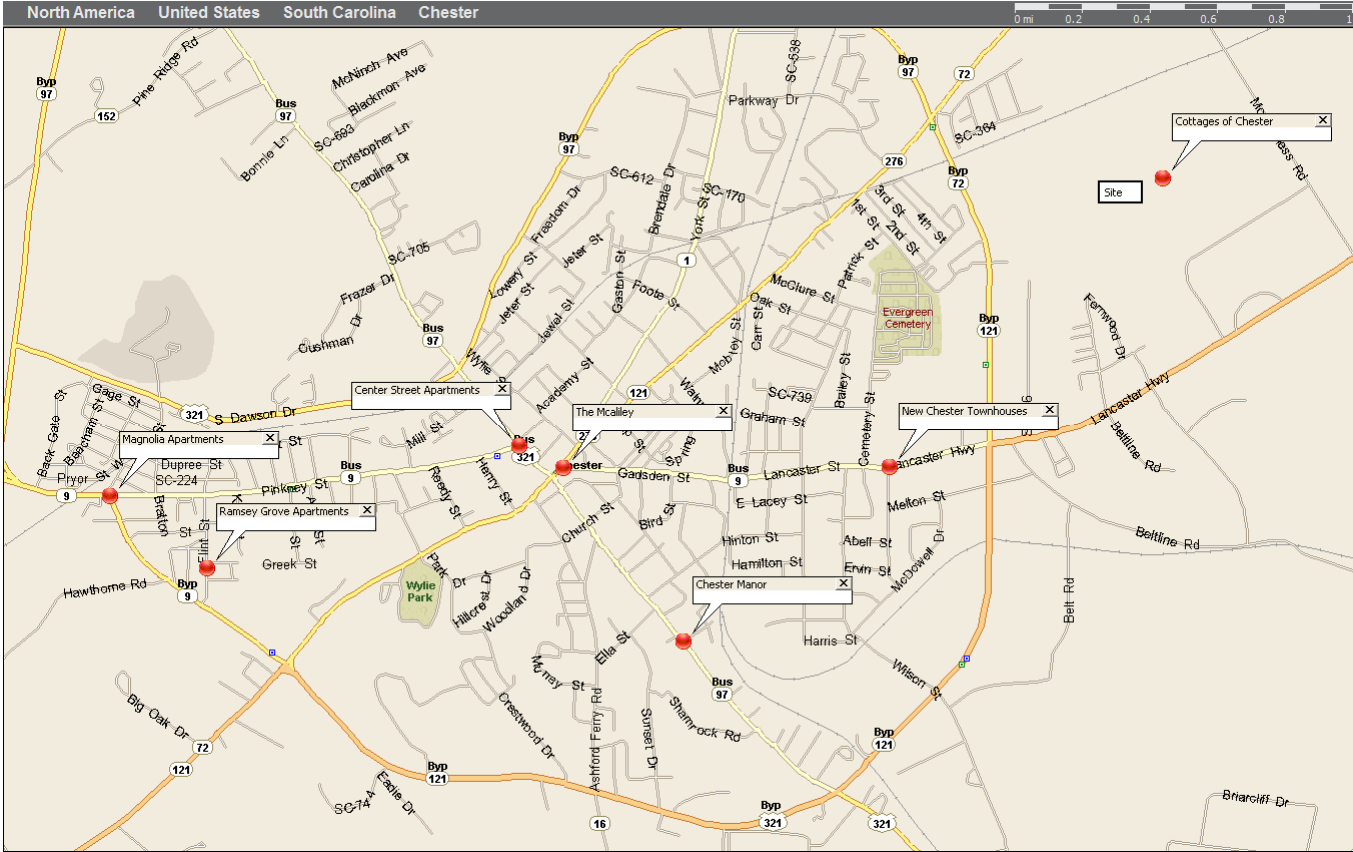 North America United States South Carolina Chester
0 mi 0.2 0.4 0.6 0.8 1
Byp
97
Pine Ridge Rd
152
McNinch Ave
Blackmon Ave
Bus
97
SC-693
Christopher Ln
Carolina Dr
Bonnie Ln
SC-538
Parkway Dr
Byp
97
72
SC-364
Cottages of Chester
Site
Byp
97
276
Byp
72
SC-612
SC-170
Brendale Dr
York St
Freedom Dr
3rd St
4th St
1st St
2nd St
SC-705
Jeter St
Lowery St
Gaston St
1
Patrick St
Frazer Dr
Foote St
McClure St
Oak St
Jeter St
Jewel St
Evergreen
Cemetery
Byp
121
Fernwood Dr
Cushman Dr
Bus
97
Wylie S
Carr St
Bailey St
Lancaster Hwy
Center Street Apartments
Academy St
121
SC-739
Gage St
321
S Dawson Dr
The Mcaliley
Graham St
Cemetery St
New Chester Townhouses
Back Gate St
Beecham St
Magnolia Apartments
Mill St
Bus
321
Spring
Beltline Rd
Dupree St
Pryor St
SC-224
9
Pinkney St
Bus
9
Reedy St
Henry St
Gadsden St
Bus
9
Lancaster St
Bratton
St
Ramsey Grove Apartments
Church St
Bird St
E Lacey St
Melton St
Flint St
Greek St
Hinton St
Abell St
Beltline Rd
Hawthorne Rd
Byp
9
Park Dr
Wylie
Park
Hillcrest Dr
Woodland Dr
Hamilton St
Ervin St
McDowell Dr
Chester Manor
Belt Rd
Ella St
Harris St
Murray St
Wilson St
Bus
97
Big Oak Dr
72
121
Crestwood Dr
Ashford Ferry Rd
Sunset Dr
Shamrock Rd
Byp
121
Byp
121
SC-744
Eadie Dr
16
Byp
321
321
Briarcliff Dr